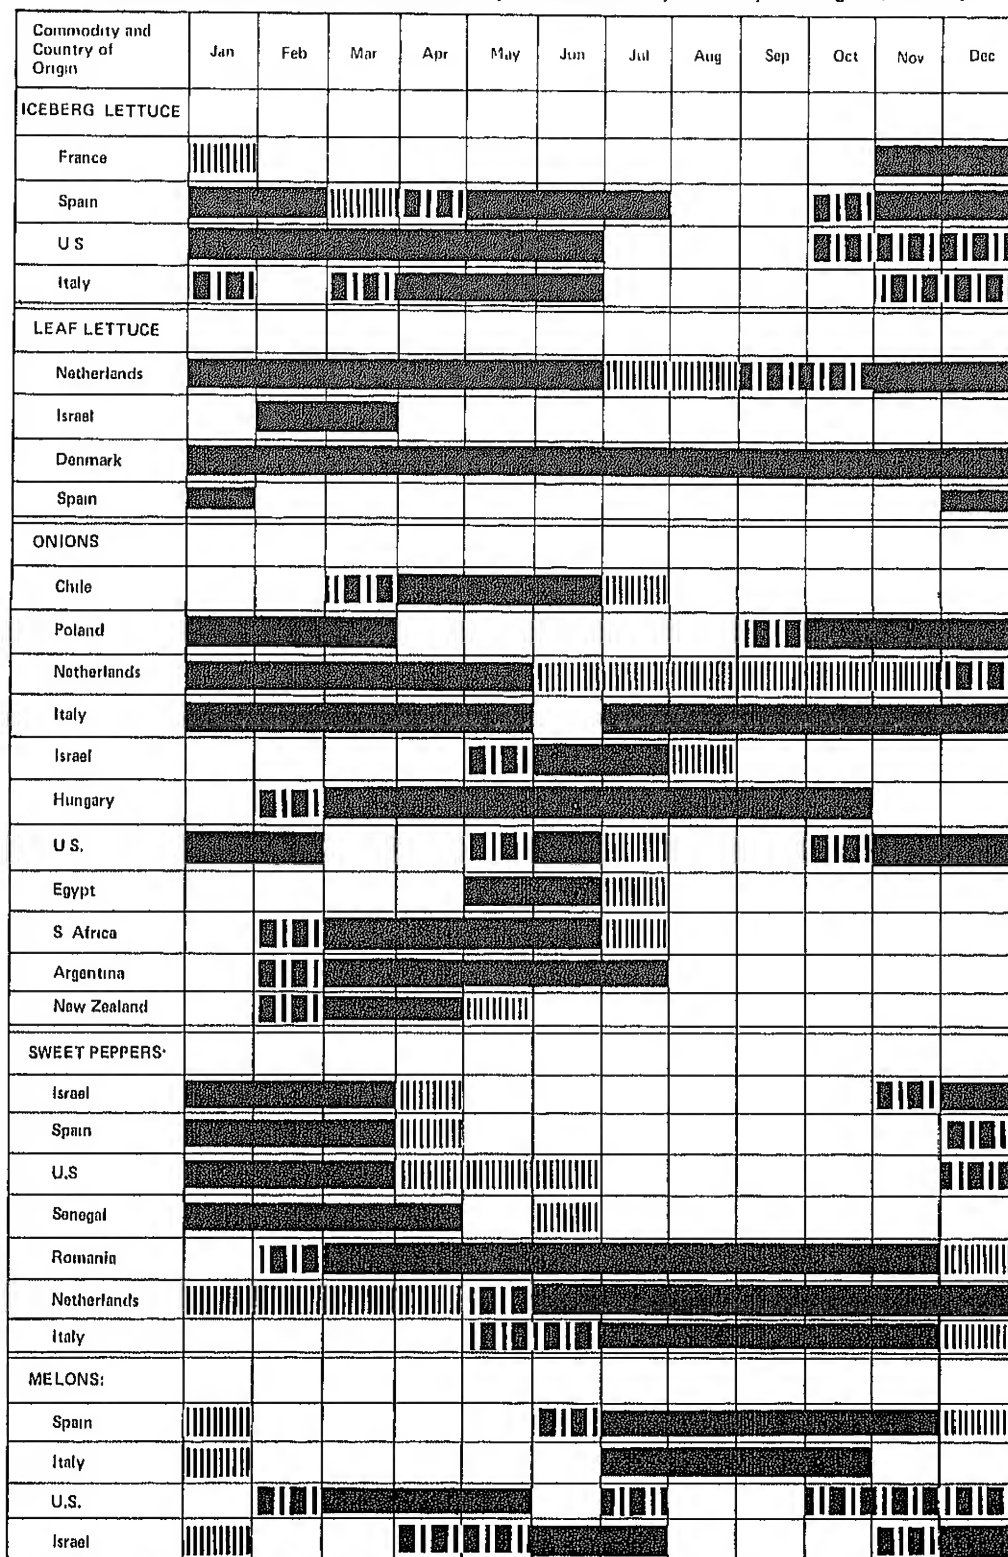 Commodity and
Country of
Origin
Jan Feb Mar Apr May Jun Jul Aug Sep Oct Nov Dec
ICEBERG LETTUCE
France
Spain
U S
Italy
LEAF LETTUCE
Netherlands
Israel
Denmark
Spain
ONIONS
Chile
Poland
Netherlands
Italy
Israel
Hungary
U S.
Egypt
S Africa
Argentina
New Zealand
SWEET PEPPERS:
Israel
Spain
U.S
Senegal
Romania
Netherlands
Italy
MELONS:
Spain
Italy
U.S.
Israel